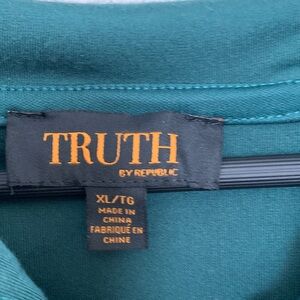 TRUTH
BY REPUBLIC
XL/TG
MADE IN
CHINA
FABRIQUÉ EN
CHINE